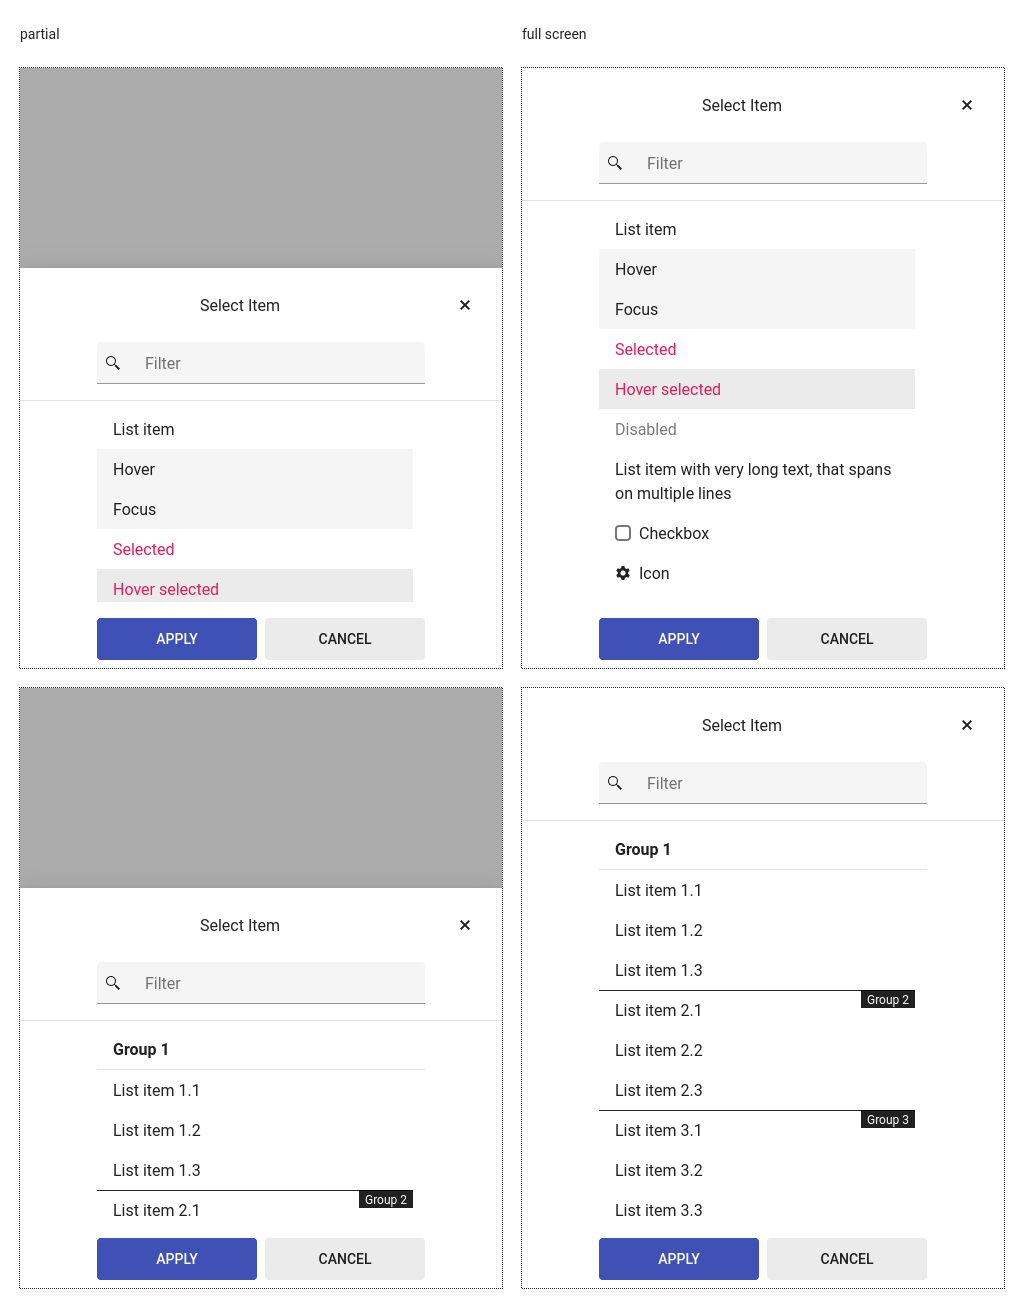 partial
full screen
Select Item
Filter
List item
Hover
Focus
Selected
Hover selected
APPLY
CANCEL
Select Item
Filter
List item
Hover
Focus
Selected
Hover selected
Disabled
List item with very long text, that spans
on multiple lines
Checkbox
Icon
APPLY
CANCEL
Select Item
Filter
Group 1
List item 1.1
List item 1.2
List item 1.3
Group 2
List item 2.1
APPLY
CANCEL
Select Item
Filter
Group 1
List item 1.1
List item 1.2
List item 1.3
Group 2
List item 2.1
List item 2.2
List item 2.3
Group 3
List item 3.1
List item 3.2
List item 3.3
APPLY
CANCEL